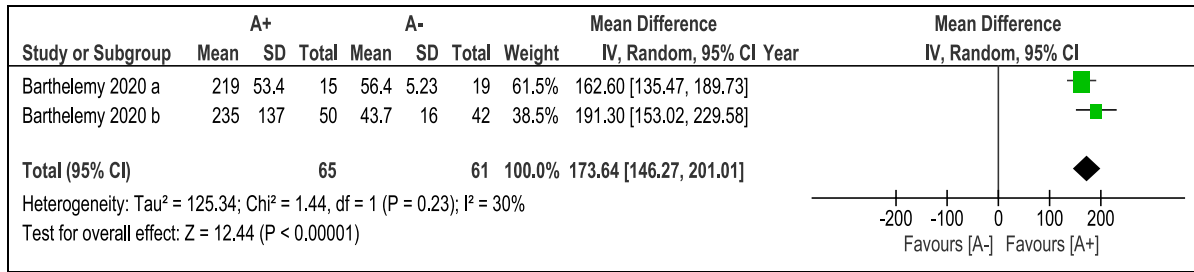 A+ A- Mean Difference Mean Difference
Study or Subgroup Mean SD Total Mean SD Total Weight IV, Random, 95% CI Year IV, Random, 95% CI
Barthelemy 2020 a 219 53.4 15 56.4 5.23 19 61.5% 162.60 [135.47, 189.73]
Barthelemy 2020 b 235 137 50 43.7 16 42 38.5% 191.30 [153.02, 229.58]
Total (95% CI) 65 61 100.0% 173.64 [146.27, 201.01]
Heterogeneity: Tau² = 125.34; Chi² = 1.44, df = 1 (P = 0.23); I² = 30%
Test for overall effect: Z = 12.44 (P < 0.00001)
-200 -100 0 100 200
Favours [A-] Favours [A+]